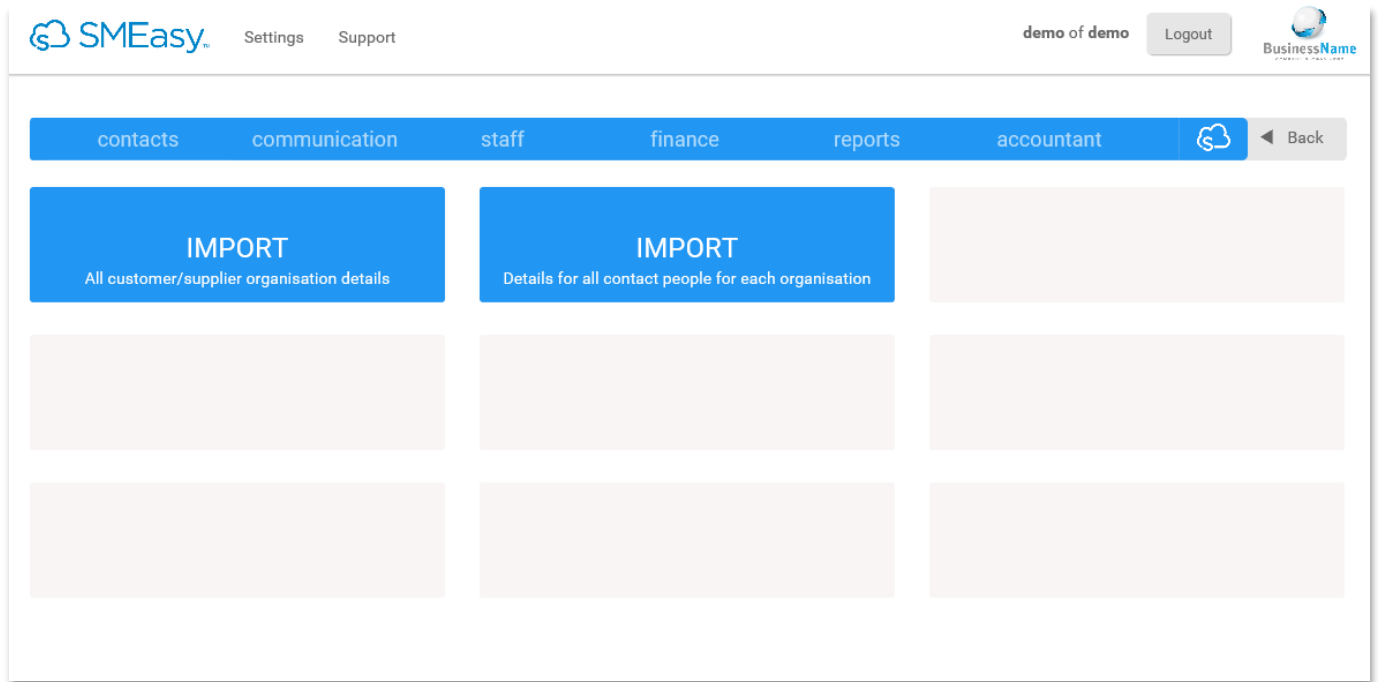 SMEasy™ Settings Support demo of demo Logout
BusinessName
contacts communication staff finance reports accountant Back
IMPORT IMPORT
All customer/supplier organisation details Details for all contact people for each organisation